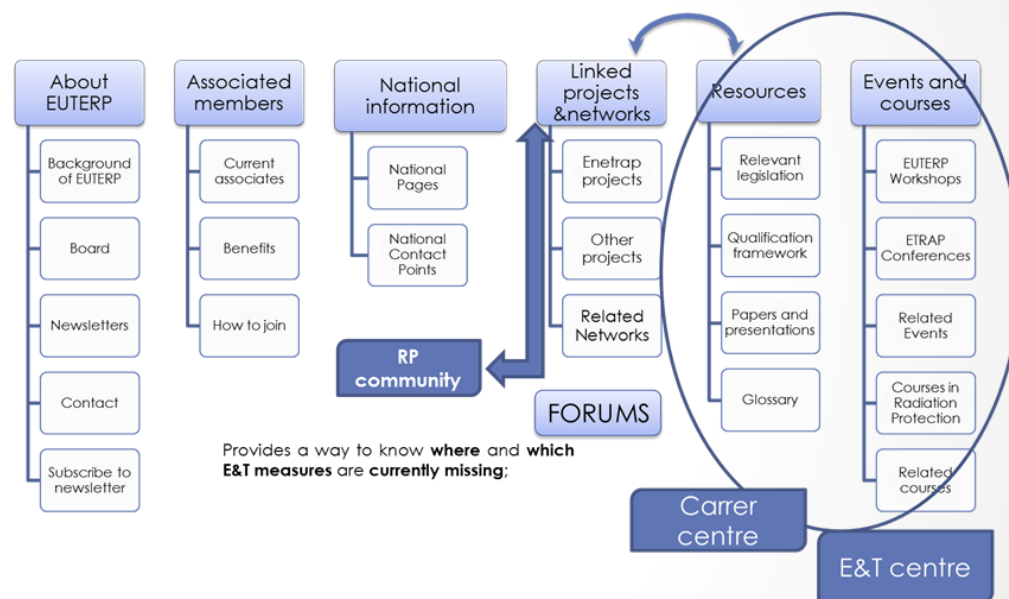 About
EUTERP
Background
of EUTERP
Board
Newsletters
Contact
Subscribe to
newsletter
Associated
members
Current
associates
Benefits
How to join
National
information
National
Pages
National
Contact
Points
Linked
projects
&networks
Enetrap
projects
Other
projects
Related
Networks
Resources
Relevant
legislation
Qualification
framework
Papers and
presentations
Glossary
Events and
courses
EUTERP
Workshops
ETRAP
Conferences
Related
Events
Courses in
Radiation
Protection
Related
courses
RP
community
FORUMS
Provides a way to know where and which
E&T measures are currently missing;
Carrer
centre
E&T centre